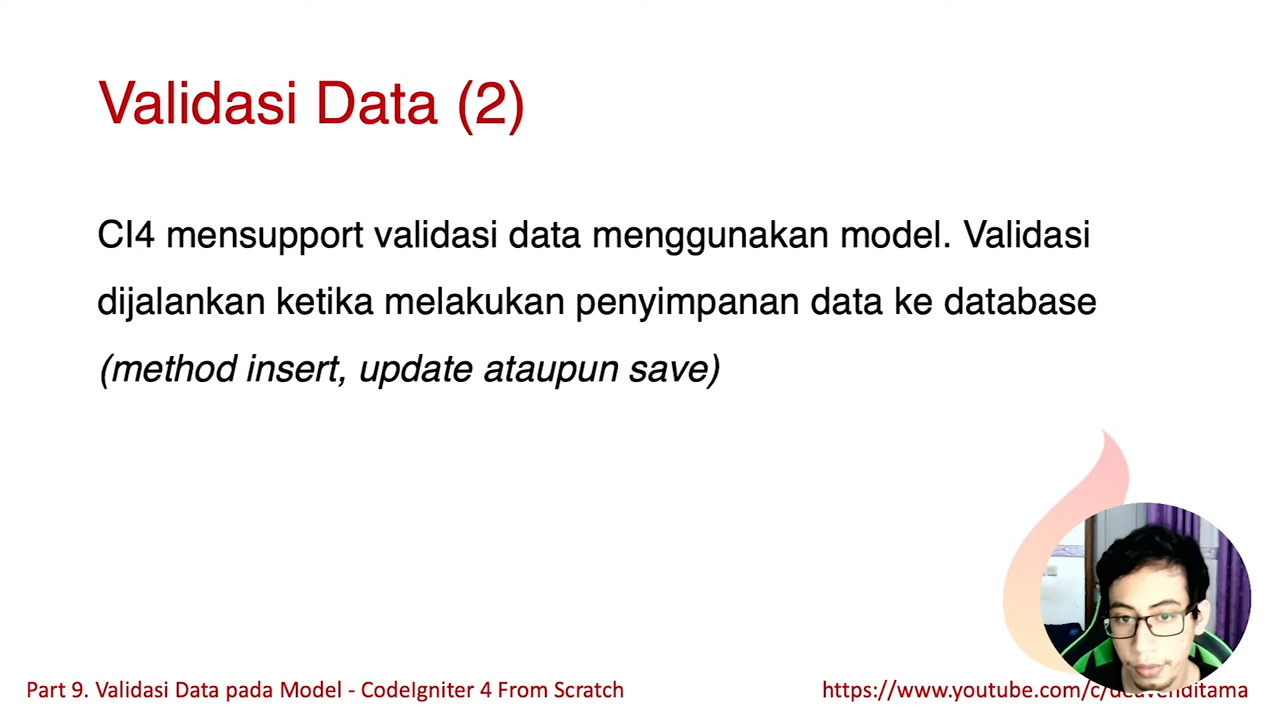 Validasi Data (2)
CI4 mensupport validasi data menggunakan model. Validasi
dijalankan ketika melakukan penyimpanan data ke database
(method insert, update ataupun save)
Part 9. Validasi Data pada Model - CodeIgniter 4 From Scratch
https://www.youtube.com/c/deavenditama